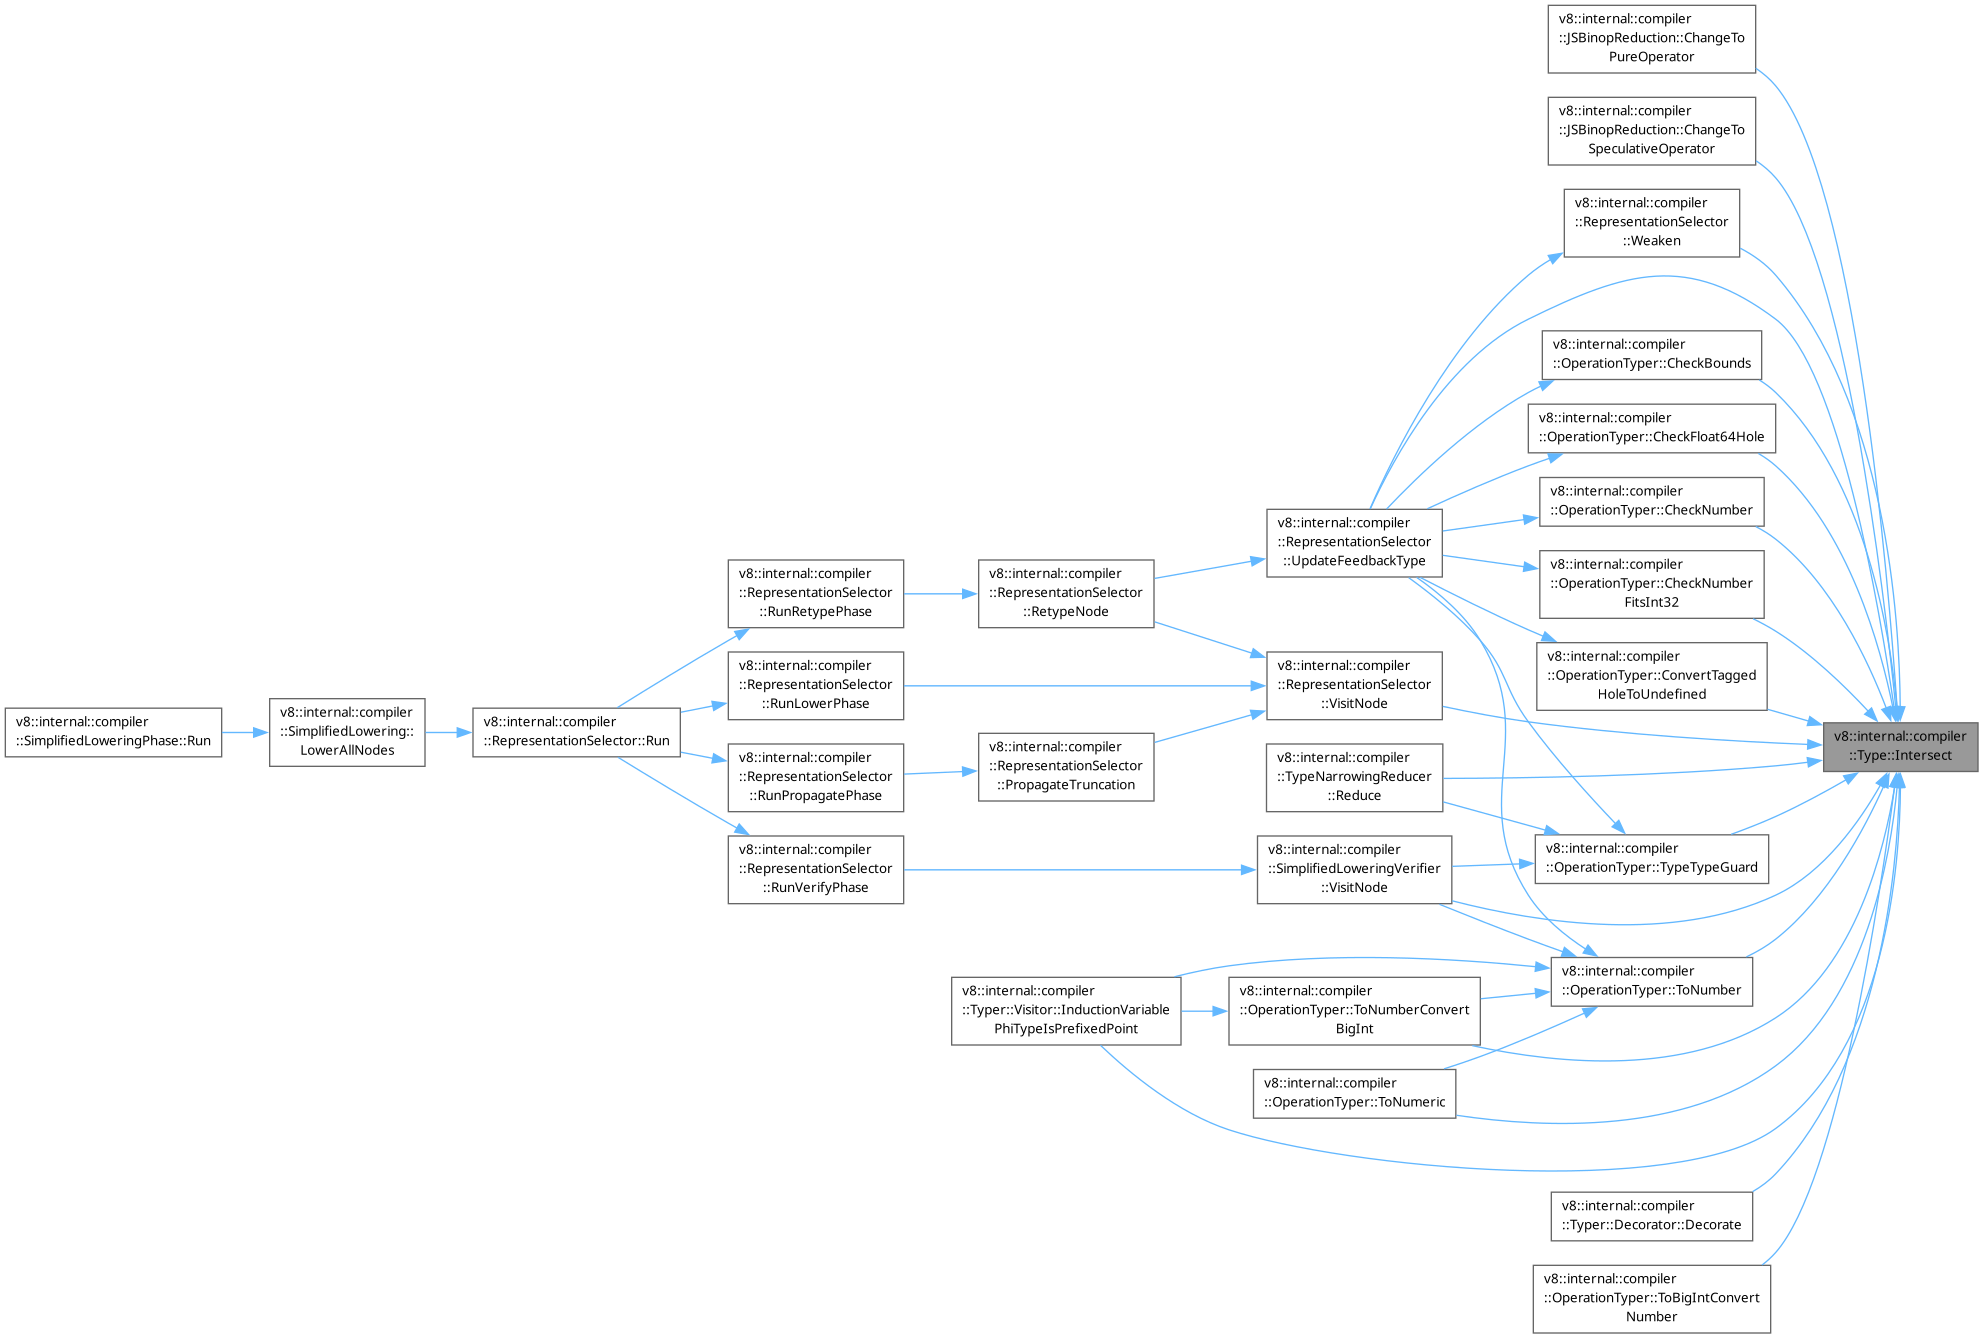 v8::internal::compiler
::JSBinopReduction::ChangeTo
PureOperator
v8::internal::compiler
::JSBinopReduction::ChangeTo
SpeculativeOperator
v8::internal::compiler
::RepresentationSelector
::Weaken
v8::internal::compiler
::OperationTyper::CheckBounds
v8::internal::compiler
::OperationTyper::CheckFloat64Hole
v8::internal::compiler
::OperationTyper::CheckNumber
v8::internal::compiler
::RepresentationSelector
::UpdateFeedbackType
v8::internal::compiler
::OperationTyper::CheckNumber
FitsInt32
v8::internal::compiler
::RepresentationSelector
::RunRetypePhase
v8::internal::compiler
::RepresentationSelector
::RetypeNode
v8::internal::compiler
::OperationTyper::ConvertTagged
HoleToUndefined
v8::internal::compiler
::RepresentationSelector
::RunLowerPhase
v8::internal::compiler
::RepresentationSelector
::VisitNode
v8::internal::compiler
::SimplifiedLoweringPhase::Run
v8::internal::compiler
::SimplifiedLowering::
LowerAllNodes
v8::internal::compiler
::RepresentationSelector::Run
v8::internal::compiler
::Type::Intersect
v8::internal::compiler
::RepresentationSelector
::RunPropagatePhase
v8::internal::compiler
::RepresentationSelector
::PropagateTruncation
v8::internal::compiler
::TypeNarrowingReducer
::Reduce
v8::internal::compiler
::RepresentationSelector
::RunVerifyPhase
v8::internal::compiler
::SimplifiedLoweringVerifier
::VisitNode
v8::internal::compiler
::OperationTyper::TypeTypeGuard
v8::internal::compiler
::OperationTyper::ToNumber
v8::internal::compiler
::Typer::Visitor::InductionVariable
PhiTypeIsPrefixedPoint
v8::internal::compiler
::OperationTyper::ToNumberConvert
BigInt
v8::internal::compiler
::OperationTyper::ToNumeric
v8::internal::compiler
::Typer::Decorator::Decorate
v8::internal::compiler
::OperationTyper::ToBigIntConvert
Number